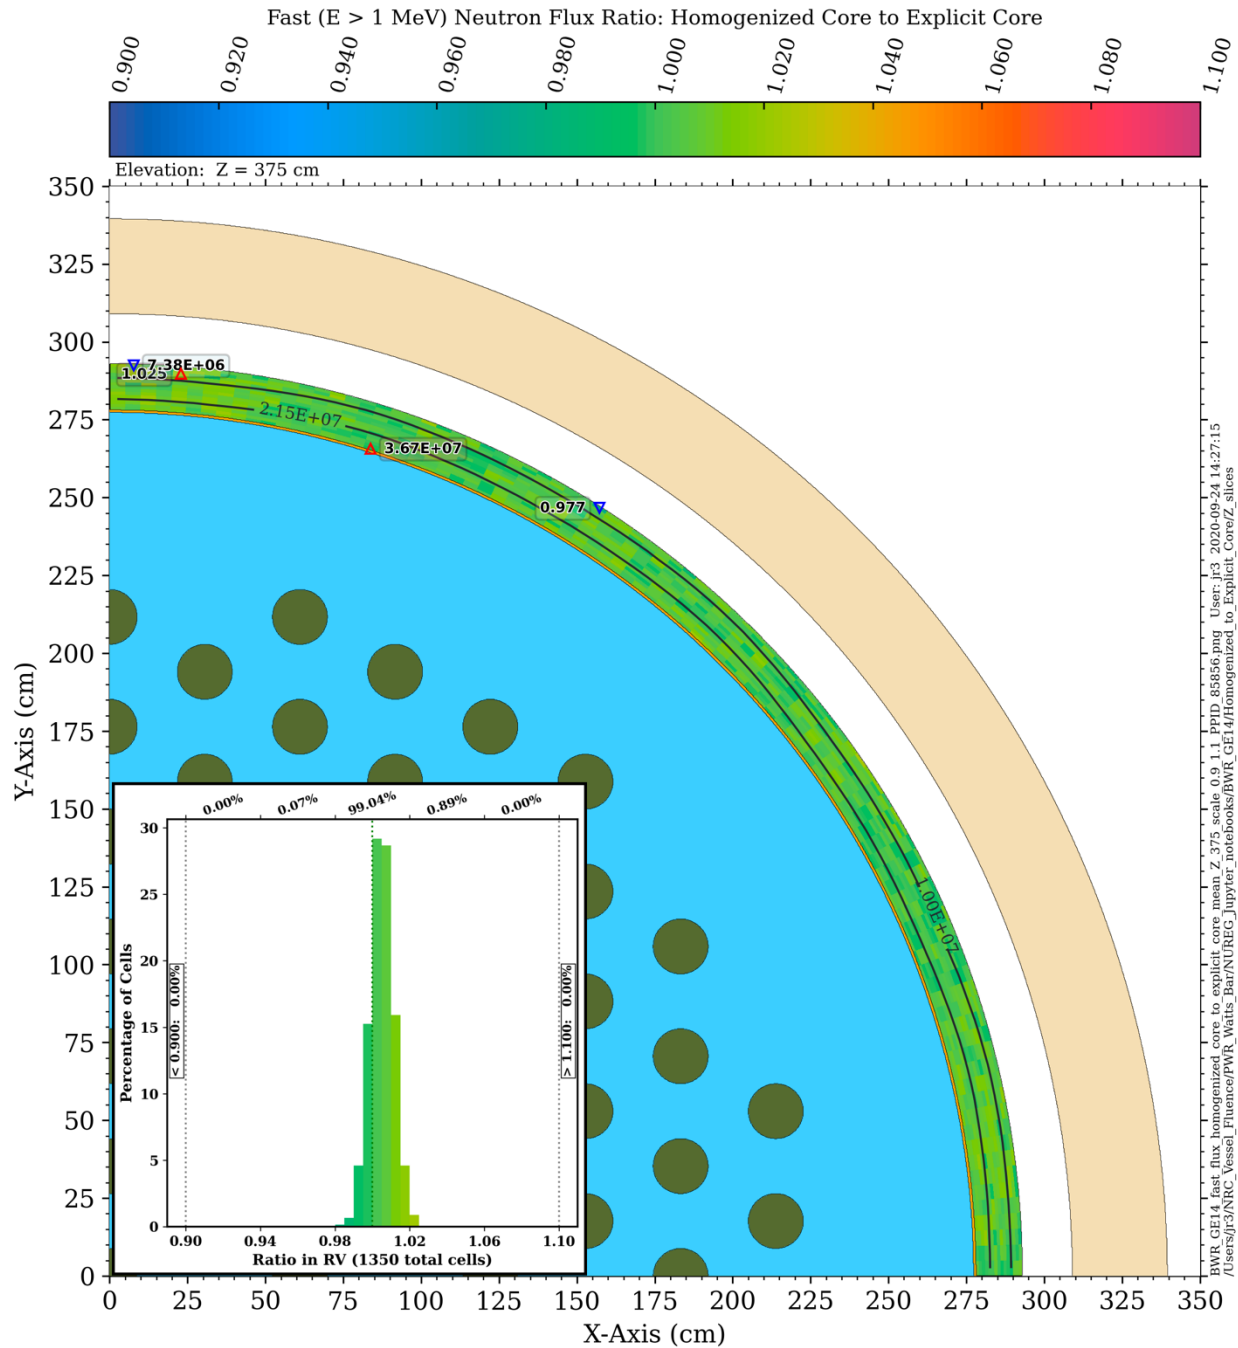 Fast (E > 1 MeV) Neutron Flux Ratio: Homogenized Core to Explicit Core
0.900 0.920 0.940 0.960 0.980 1.000 1.020 1.040 1.060 1.080 1.100
Elevation: Z = 375 cm
350
325
300
275
250
225
200
175
150
125
100
75
50
25
0
Y-Axis (cm)
7.38E+06
1.025
2.15E+07
3.67E+07
0.977
1.00E+07
0.00% 0.07% 99.04% 0.89% 0.00%
30
25
20
15
10
5
0
Percentage of Cells
< 0.900: 0.00%
> 1.100: 0.00%
0.90 0.94 0.98 1.02 1.06 1.10
Ratio in RV (1350 total cells)
0 25 50 75 100 125 150 175 200 225 250 275 300 325 350
X-Axis (cm)
BWR_GE14_fast_flux_homogenized_core_to_explicit_core_mean_Z_375_scale_0.9_1.1_PPID_85856.png User: jr3 2020-09-24 14:27:15
/Users/jr3/NRC_Vessel_Fluence/PWR_Watts_Bar/NUREG_Jupyter_notebooks/BWR_GE14/Homogenized_to_Explicit_Core/Z_slices